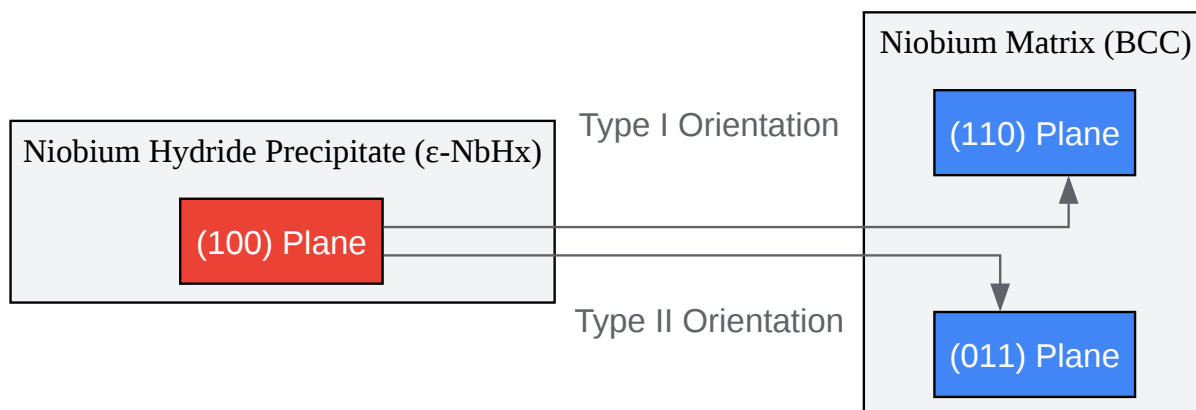 Niobium Matrix (BCC)
(110) Plane
Type I Orientation
Niobium Hydride Precipitate (ε-NbHx)
(100) Plane
Type II Orientation
(011) Plane